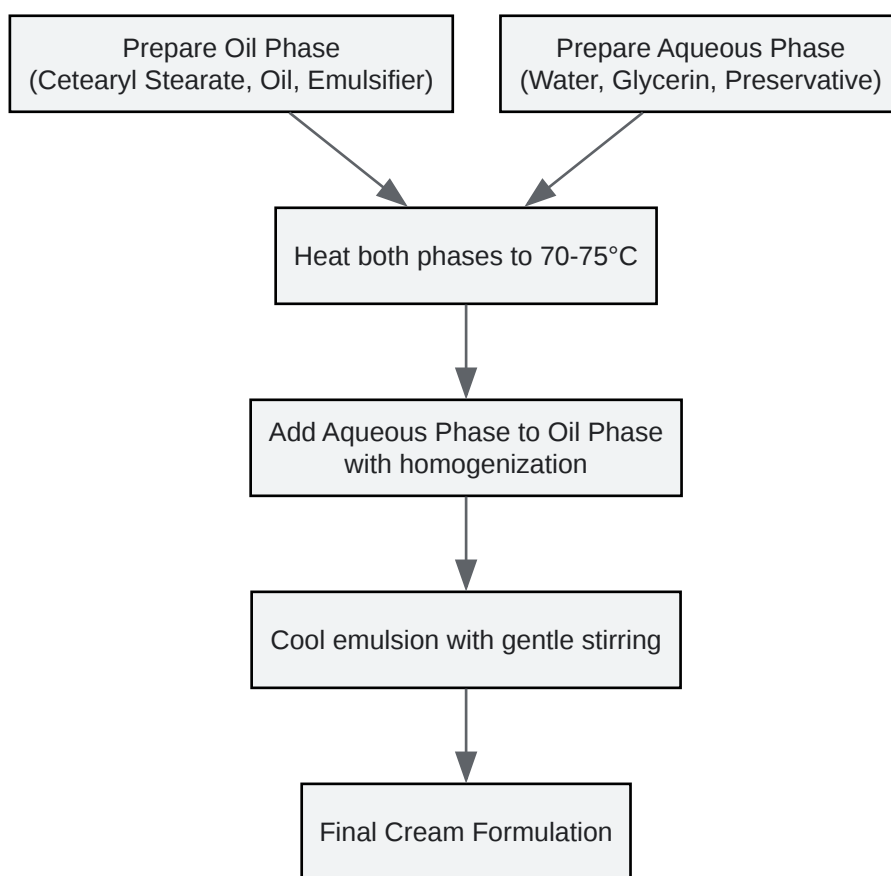 Prepare Oil Phase
(Cetearyl Stearate, Oil, Emulsifier)
Prepare Aqueous Phase
(Water, Glycerin, Preservative)
Heat both phases to 70-75°C
Add Aqueous Phase to Oil Phase
with homogenization
Cool emulsion with gentle stirring
Final Cream Formulation